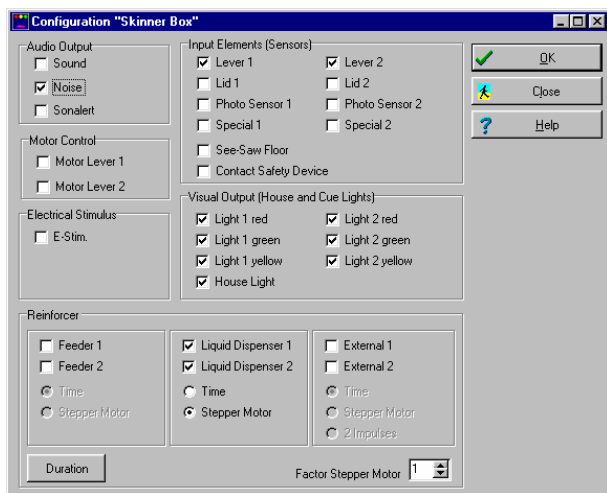 Configuration "Skinner Box"
Audio Output
Sound
Noise
Sonalert
Motor Control
Motor Lever 1
Motor Lever 2
Electrical Stimulus
E-Stim.
Input Elements (Sensors)
Lever 1 Lever 2
Lid 1 Lid 2
Photo Sensor 1 Photo Sensor 2
Special 1 Special 2
See-Saw Floor
Contact Safety Device
Visual Output (House and Cue Lights)
Light 1 red Light 2 red
Light 1 green Light 2 green
Light 1 yellow Light 2 yellow
House Light
OK
Close
Help
Reinforcer
Feeder 1
Feeder 2
Time
Stepper Motor
Liquid Dispenser 1
Liquid Dispenser 2
Time
Stepper Motor
External 1
External 2
Time
Stepper Motor
2 Impulses
Duration
Factor Stepper Motor 1